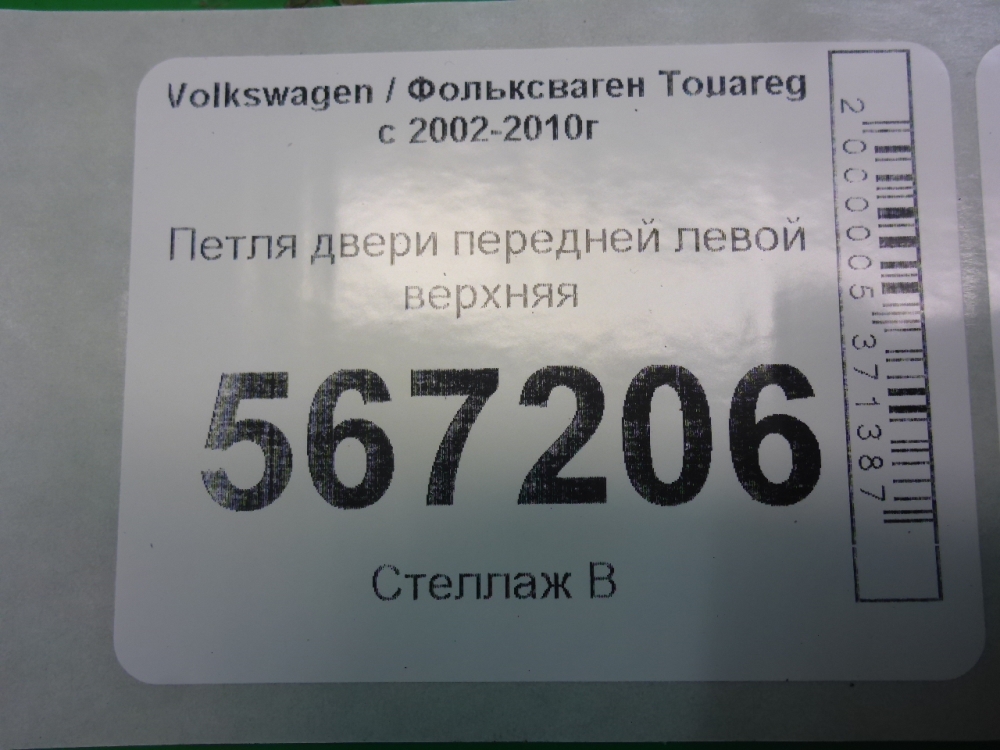 Volkswagen / Фольксваген Touareg
с 2002-2010г
Петля двери передней левой
верхняя
567206
Стеллаж В
2000005371387